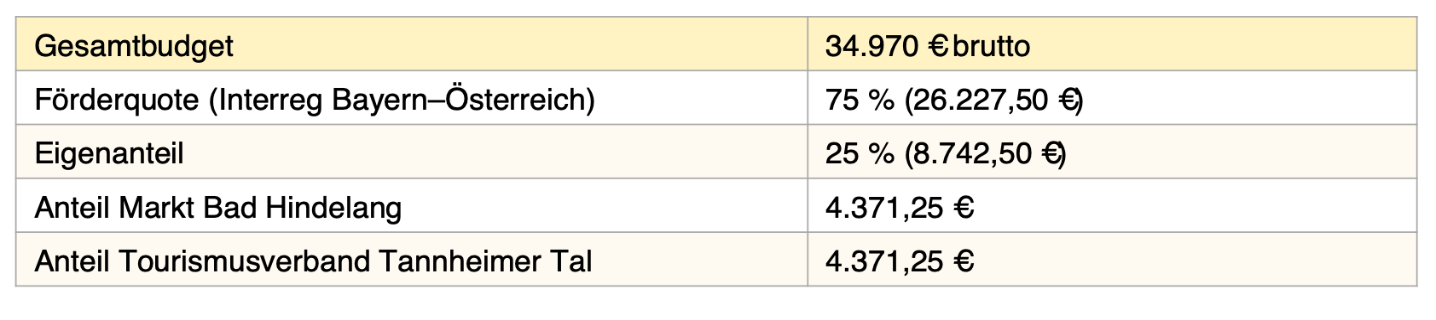 Gesamtbudget 34.970 € brutto
Förderquote (Interreg Bayern–Österreich) 75 % (26.227,50 €)
Eigenanteil 25 % (8.742,50 €)
Anteil Markt Bad Hindelang 4.371,25 €
Anteil Tourismusverband Tannheimer Tal 4.371,25 €